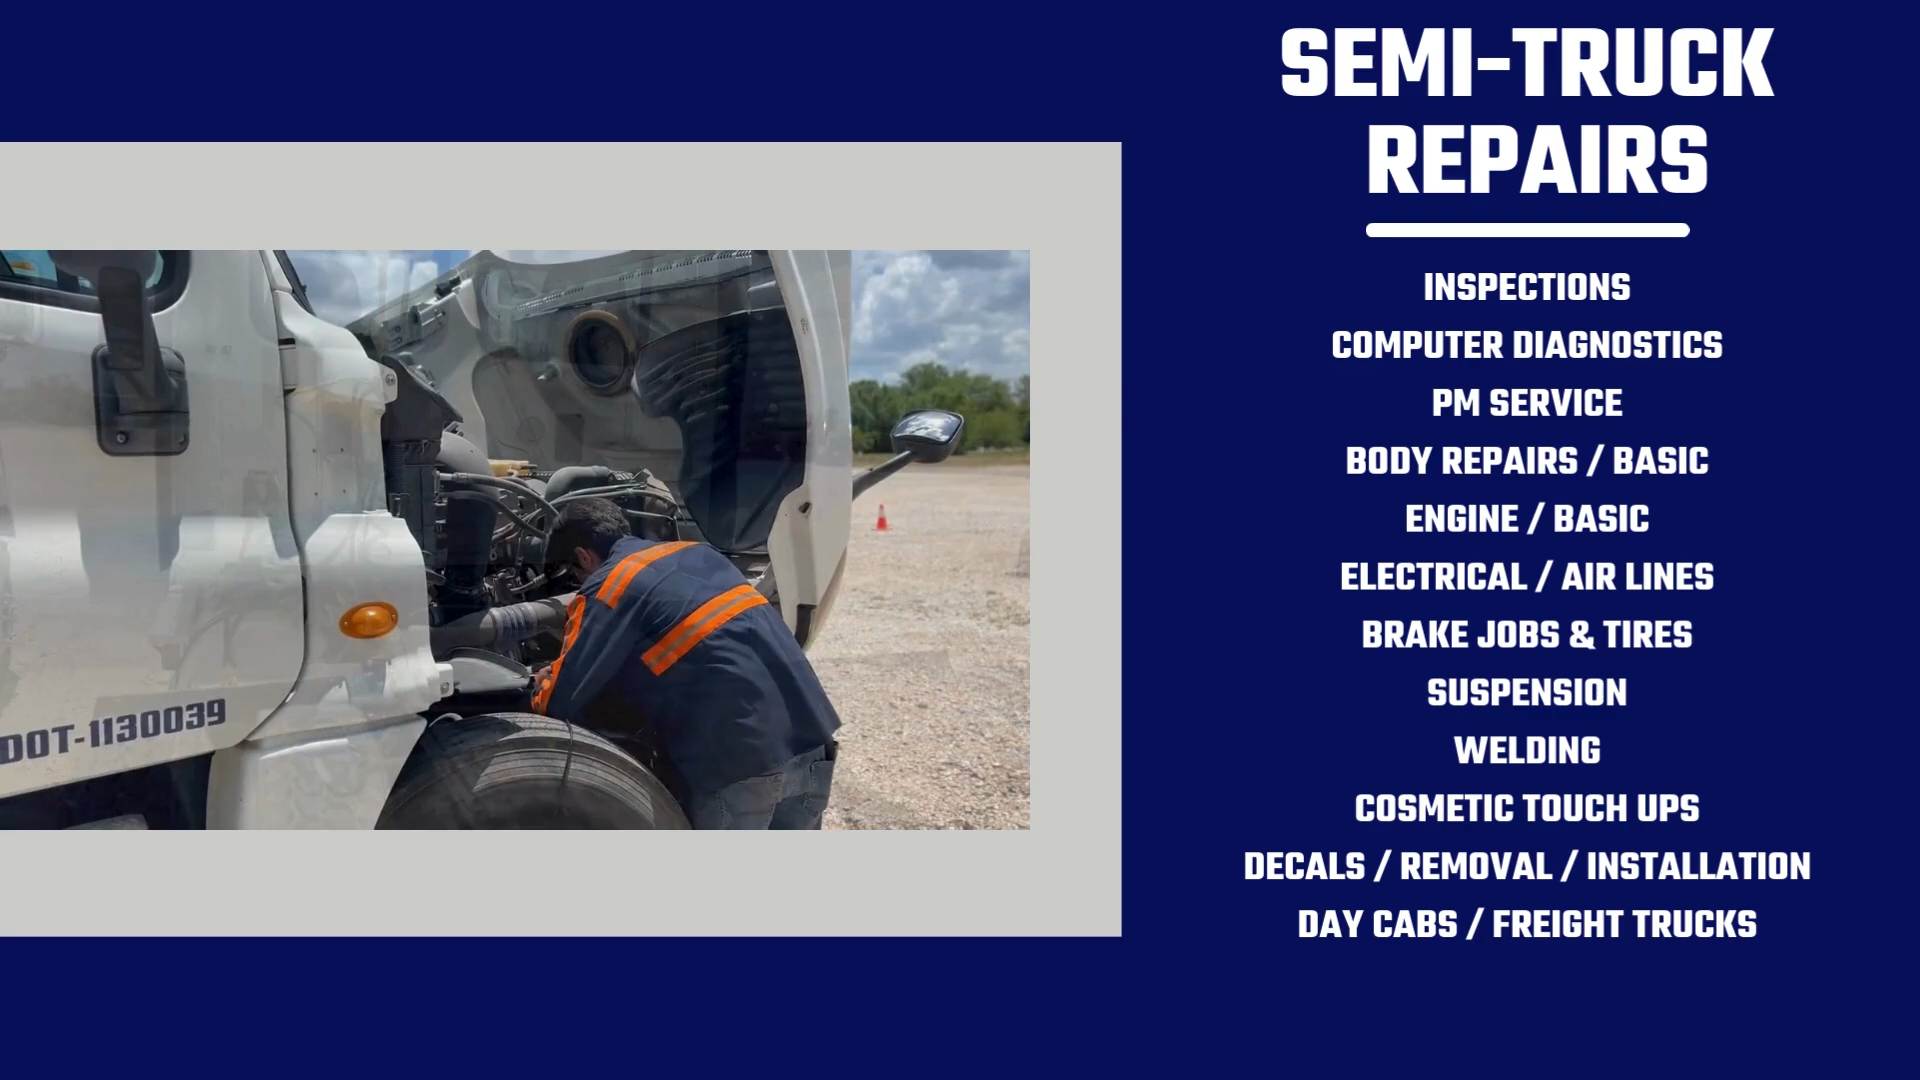 SEMI-TRUCK
REPAIRS
INSPECTIONS
COMPUTER DIAGNOSTICS
PM SERVICE
BODY REPAIRS / BASIC
ENGINE / BASIC
ELECTRICAL / AIR LINES
BRAKE JOBS & TIRES
SUSPENSION
WELDING
COSMETIC TOUCH UPS
DECALS / REMOVAL / INSTALLATION
DAY CABS / FREIGHT TRUCKS
DOT-1130039